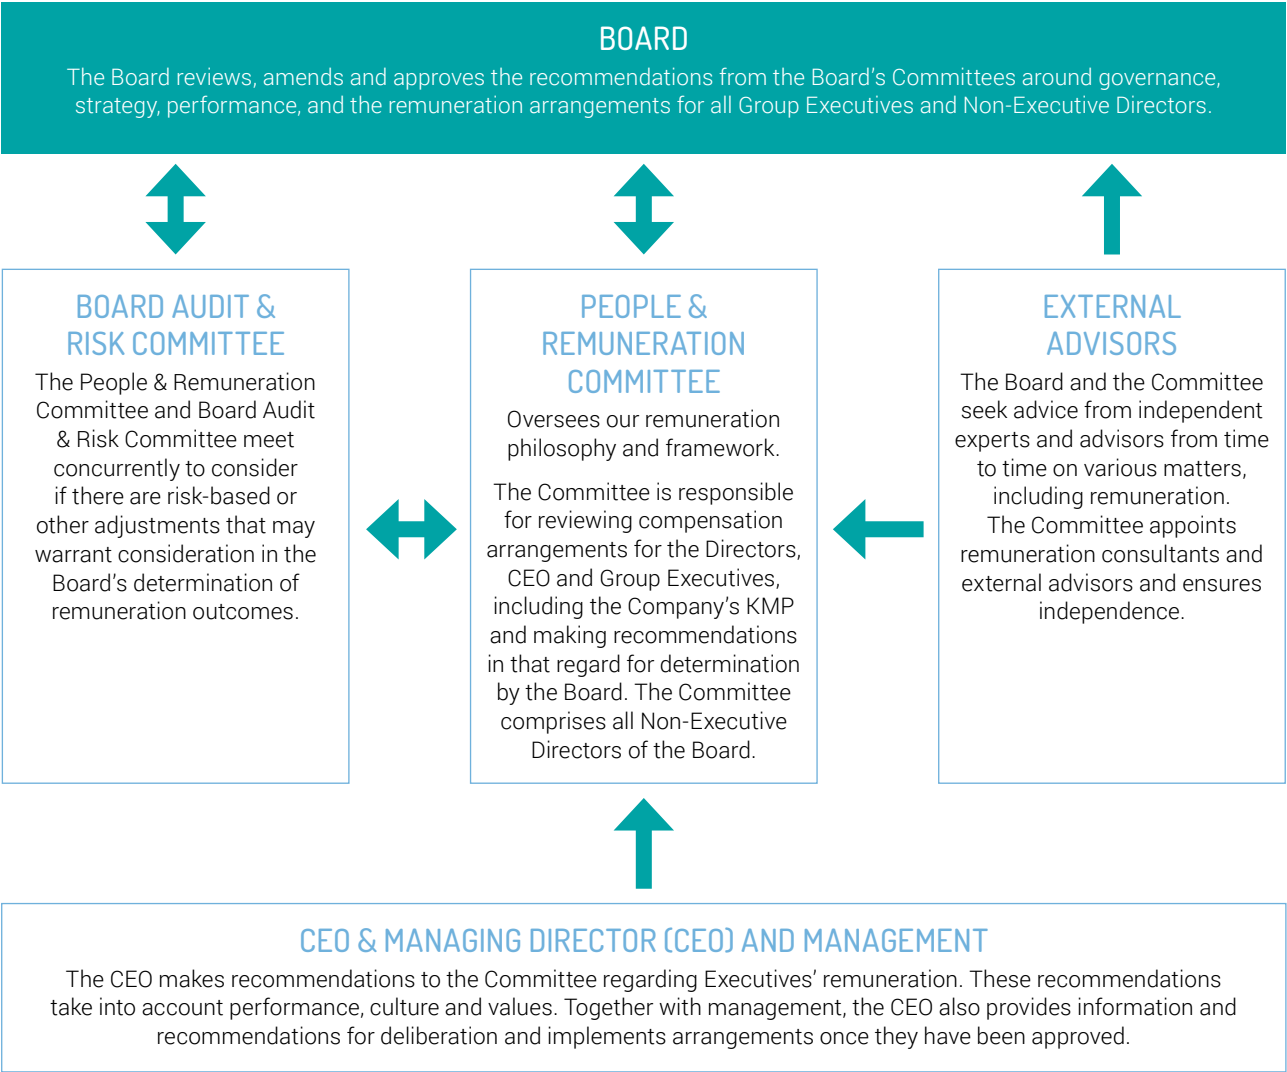 BOARD
The Board reviews, amends and approves the recommendations from the Board’s Committees around governance,
strategy, performance, and the remuneration arrangements for all Group Executives and Non-Executive Directors.
BOARD AUDIT &
RISK COMMITTEE
The People & Remuneration
Committee and Board Audit
& Risk Committee meet
concurrently to consider
if there are risk-based or
other adjustments that may
warrant consideration in the
Board’s determination of
remuneration outcomes.
PEOPLE &
REMUNERATION
COMMITTEE
Oversees our remuneration
philosophy and framework.
The Committee is responsible
for reviewing compensation
arrangements for the Directors,
CEO and Group Executives,
including the Company’s KMP
and making recommendations
in that regard for determination
by the Board. The Committee
comprises all Non-Executive
Directors of the Board.
EXTERNAL
ADVISORS
The Board and the Committee
seek advice from independent
experts and advisors from time
to time on various matters,
including remuneration.
The Committee appoints
remuneration consultants and
external advisors and ensures
independence.
CEO & MANAGING DIRECTOR (CEO) AND MANAGEMENT
The CEO makes recommendations to the Committee regarding Executives’ remuneration. These recommendations
take into account performance, culture and values. Together with management, the CEO also provides information and
recommendations for deliberation and implements arrangements once they have been approved.